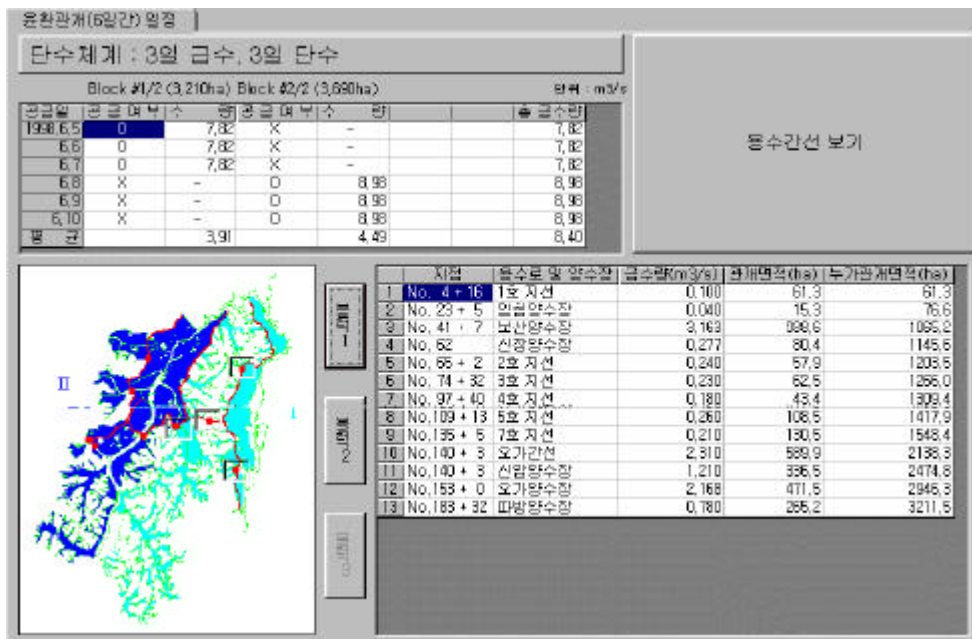 윤환관개(6일간) 일정
단수체계 : 3일 급수, 3일 단수
Block #1/2 (3,210ha) Block #2/2 (3,690ha) 단위 : m3/s
공급일 공급여부 수 량 공급여부 수 량 총 급수량
1998.6.5 O 7.82 X - 7.82
6.6 O 7.82 X - 7.82
6.7 O 7.82 X - 7.82
6.8 X - O 8.98 8.98
6.9 X - O 8.98 8.98
6.10 X - O 8.98 8.98
평 균 3.91 4.49 8.40
용수간선 보기
II
I
블럭 1
블럭 2
지점 용수로 및 양수장 급수량(m3/s) 관개면적(ha) 누가관개면적(ha)
1 No. 4 + 16 1호 지선 0.100 61.3 61.3
2 No. 23 + 5 양수장 0.040 15.3 76.6
3 No. 41 + 7 보산양수장 3.163 988.6 1065.2
4 No. 62 신장양수장 0.277 80.4 1145.6
5 No. 65 + 2 2호 지선 0.240 57.9 1203.5
6 No. 74 + 32 3호 지선 0.230 62.5 1266.0
7 No. 97 + 40 4호 지선 0.180 43.4 1309.4
8 No.109 + 13 5호 지선 0.260 108.5 1417.9
9 No.135 + 5 7호 지선 0.210 130.5 1548.4
10 No.140 + 3 오가간선 2.310 589.9 2138.3
11 No.140 + 3 신암양수장 1.210 336.5 2474.8
12 No.153 + 0 오가양수장 2.168 471.5 2946.3
13 No.183 + 32 양수장 0.780 265.2 3211.5